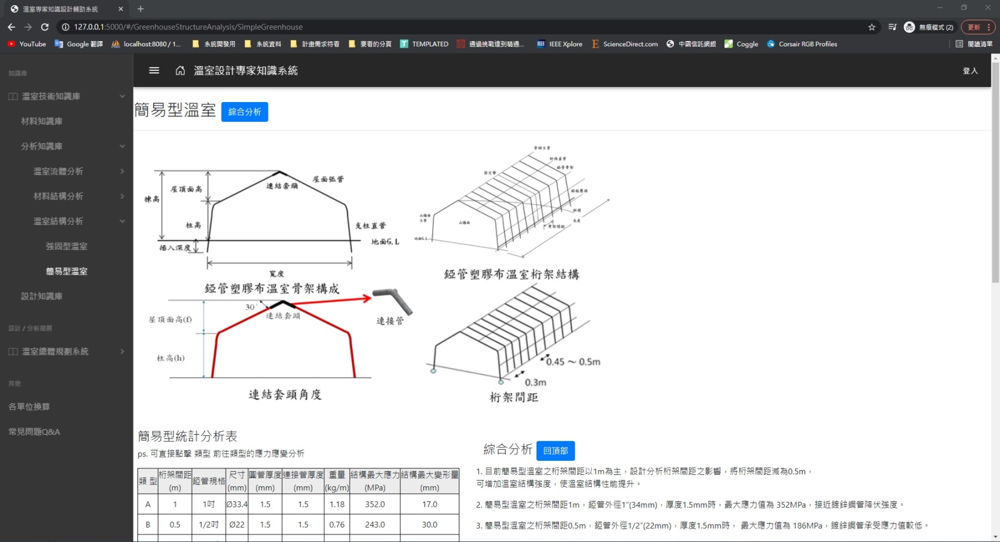 溫室專家知識設計輔助系統
127.0.0.1:5000/#/GreenhouseStructureAnalysis/SimpleGreenhouse
無痕模式 (2)
更新
YouTube
Google 翻譯
localhost:8080 / 1...
系統開發用
系統資料
計畫需求待看
要看的分頁
TEMPLATED
通過挑戰達到精通...
IEEE Xplore
ScienceDirect.com
中國信託網銀
Coggle
Corsair RGB Profiles
閱讀清單
知識庫
溫室技術知識庫
材料知識庫
分析知識庫
溫室流體分析
材料結構分析
溫室結構分析
強固型溫室
簡易型溫室
設計知識庫
設計 / 分析規劃
溫室總體規劃系統
其他
各單位換算
常見問題Q&A
溫室設計專家知識系統
登入
簡易型溫室
綜合分析
棟高
屋頂面高
連結套頭
屋面弧管
柱高
支柱直管
地面G.L
插入深度
寬度
錏管塑膠布溫室骨架構成
固定帶
錏管骨架
山牆面
地面G.L
斜撐
長度
骨架間距
錏管塑膠布溫室桁架結構
30°
屋頂面高(f)
連結套頭
連接管
柱高(h)
連結套頭角度
0.45 ～ 0.5m
0.3m
桁架間距
簡易型統計分析表
ps. 可直接點擊 類型 前往類型的應力應變分析
類 型 桁架間距(m) 錏管規格 尺寸(mm) 圓管厚度(mm) 連接管厚度(mm) 重量(kg/m) 結構最大應力(MPa) 結構最大變形量(mm)
A 1 1吋 Ø33.4 1.5 1.5 1.18 352.0 17.0
B 0.5 1/2吋 Ø22 1.5 1.5 0.76 243.0 30.0
綜合分析
回頂部
1. 目前簡易型溫室之桁架間距以1m為主，設計分析桁架間距之影響，將桁架間距減為0.5m，
可增加溫室結構強度，使溫室結構性能提升。
2. 簡易型溫室之桁架間距1m，錏管外徑1”(34mm)，厚度1.5mm時，最大應力值為 352MPa，接近鍍鋅鋼管降伏強度。
3. 簡易型溫室之桁架間距0.5m，錏管外徑1/2”(22mm)，厚度1.5mm時， 最大應力值為 186MPa，鍍鋅鋼管承受應力值較低。